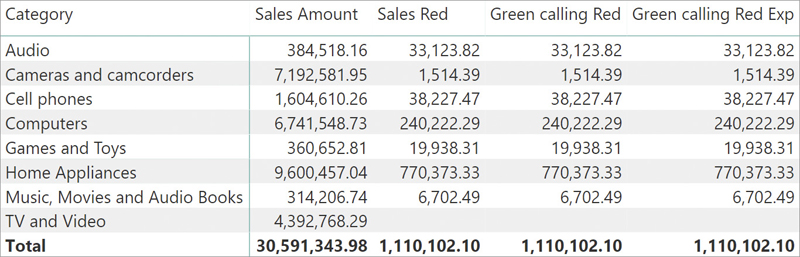 Category Sales Amount Sales Red Green calling Red Green calling Red Exp
Audio 384,518.16 33,123.82 33,123.82 33,123.82
Cameras and camcorders 7,192,581.95 1,514.39 1,514.39 1,514.39
Cell phones 1,604,610.26 38,227.47 38,227.47 38,227.47
Computers 6,741,548.73 240,222.29 240,222.29 240,222.29
Games and Toys 360,652.81 19,938.31 19,938.31 19,938.31
Home Appliances 9,600,457.04 770,373.33 770,373.33 770,373.33
Music, Movies and Audio Books 314,206.74 6,702.49 6,702.49 6,702.49
TV and Video 4,392,768.29
Total 30,591,343.98 1,110,102.10 1,110,102.10 1,110,102.10